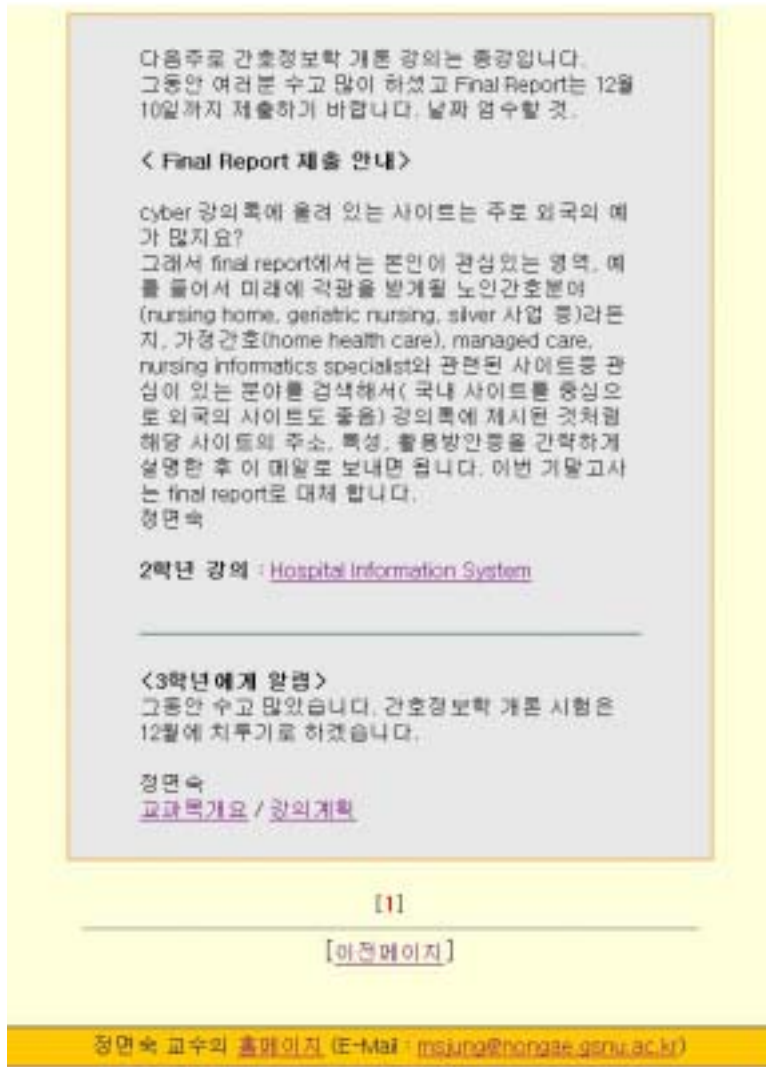 다음주로 간호정보학 개론 강의는 종강입니다.
그동안 여러분 수고 많이 하셨고 Final Report는 12월
10일까지 제출하기 바랍니다. 날짜 엄수할 것.
< Final Report 제출 안내>
cyber 강의록에 올려 있는 사이트는 주로 외국의 예
가 많지요?
그래서 final report에서는 본인이 관심있는 영역, 예
를 들어서 미래에 각광을 받게될 노인간호분야
(nursing home, geriatric nursing, silver 사업 등)라든
지, 가정간호(home health care), managed care,
nursing informatics specialist와 관련된 사이트중 관
심이 있는 분야를 검색해서( 국내 사이트를 중심으
로 외국의 사이트도 좋음) 강의록에 제시된 것처럼
해당 사이트의 주소, 특성, 활용방안등을 간략하게
설명한 후 이 메일로 보내면 됩니다. 이번 기말고사
는 final report로 대체 합니다.
정면숙
2학년 강의 : Hospital Information System
<3학년에게 알림>
그동안 수고 많았습니다. 간호정보학 개론 시험은
12월에 치루기로 하겠습니다.
정면숙
교과목개요 / 강의계획
[1]
[이전페이지]
정면숙 교수의 홈페이지 (E-Mail : msjung@nongae.gsnu.ac.kr)